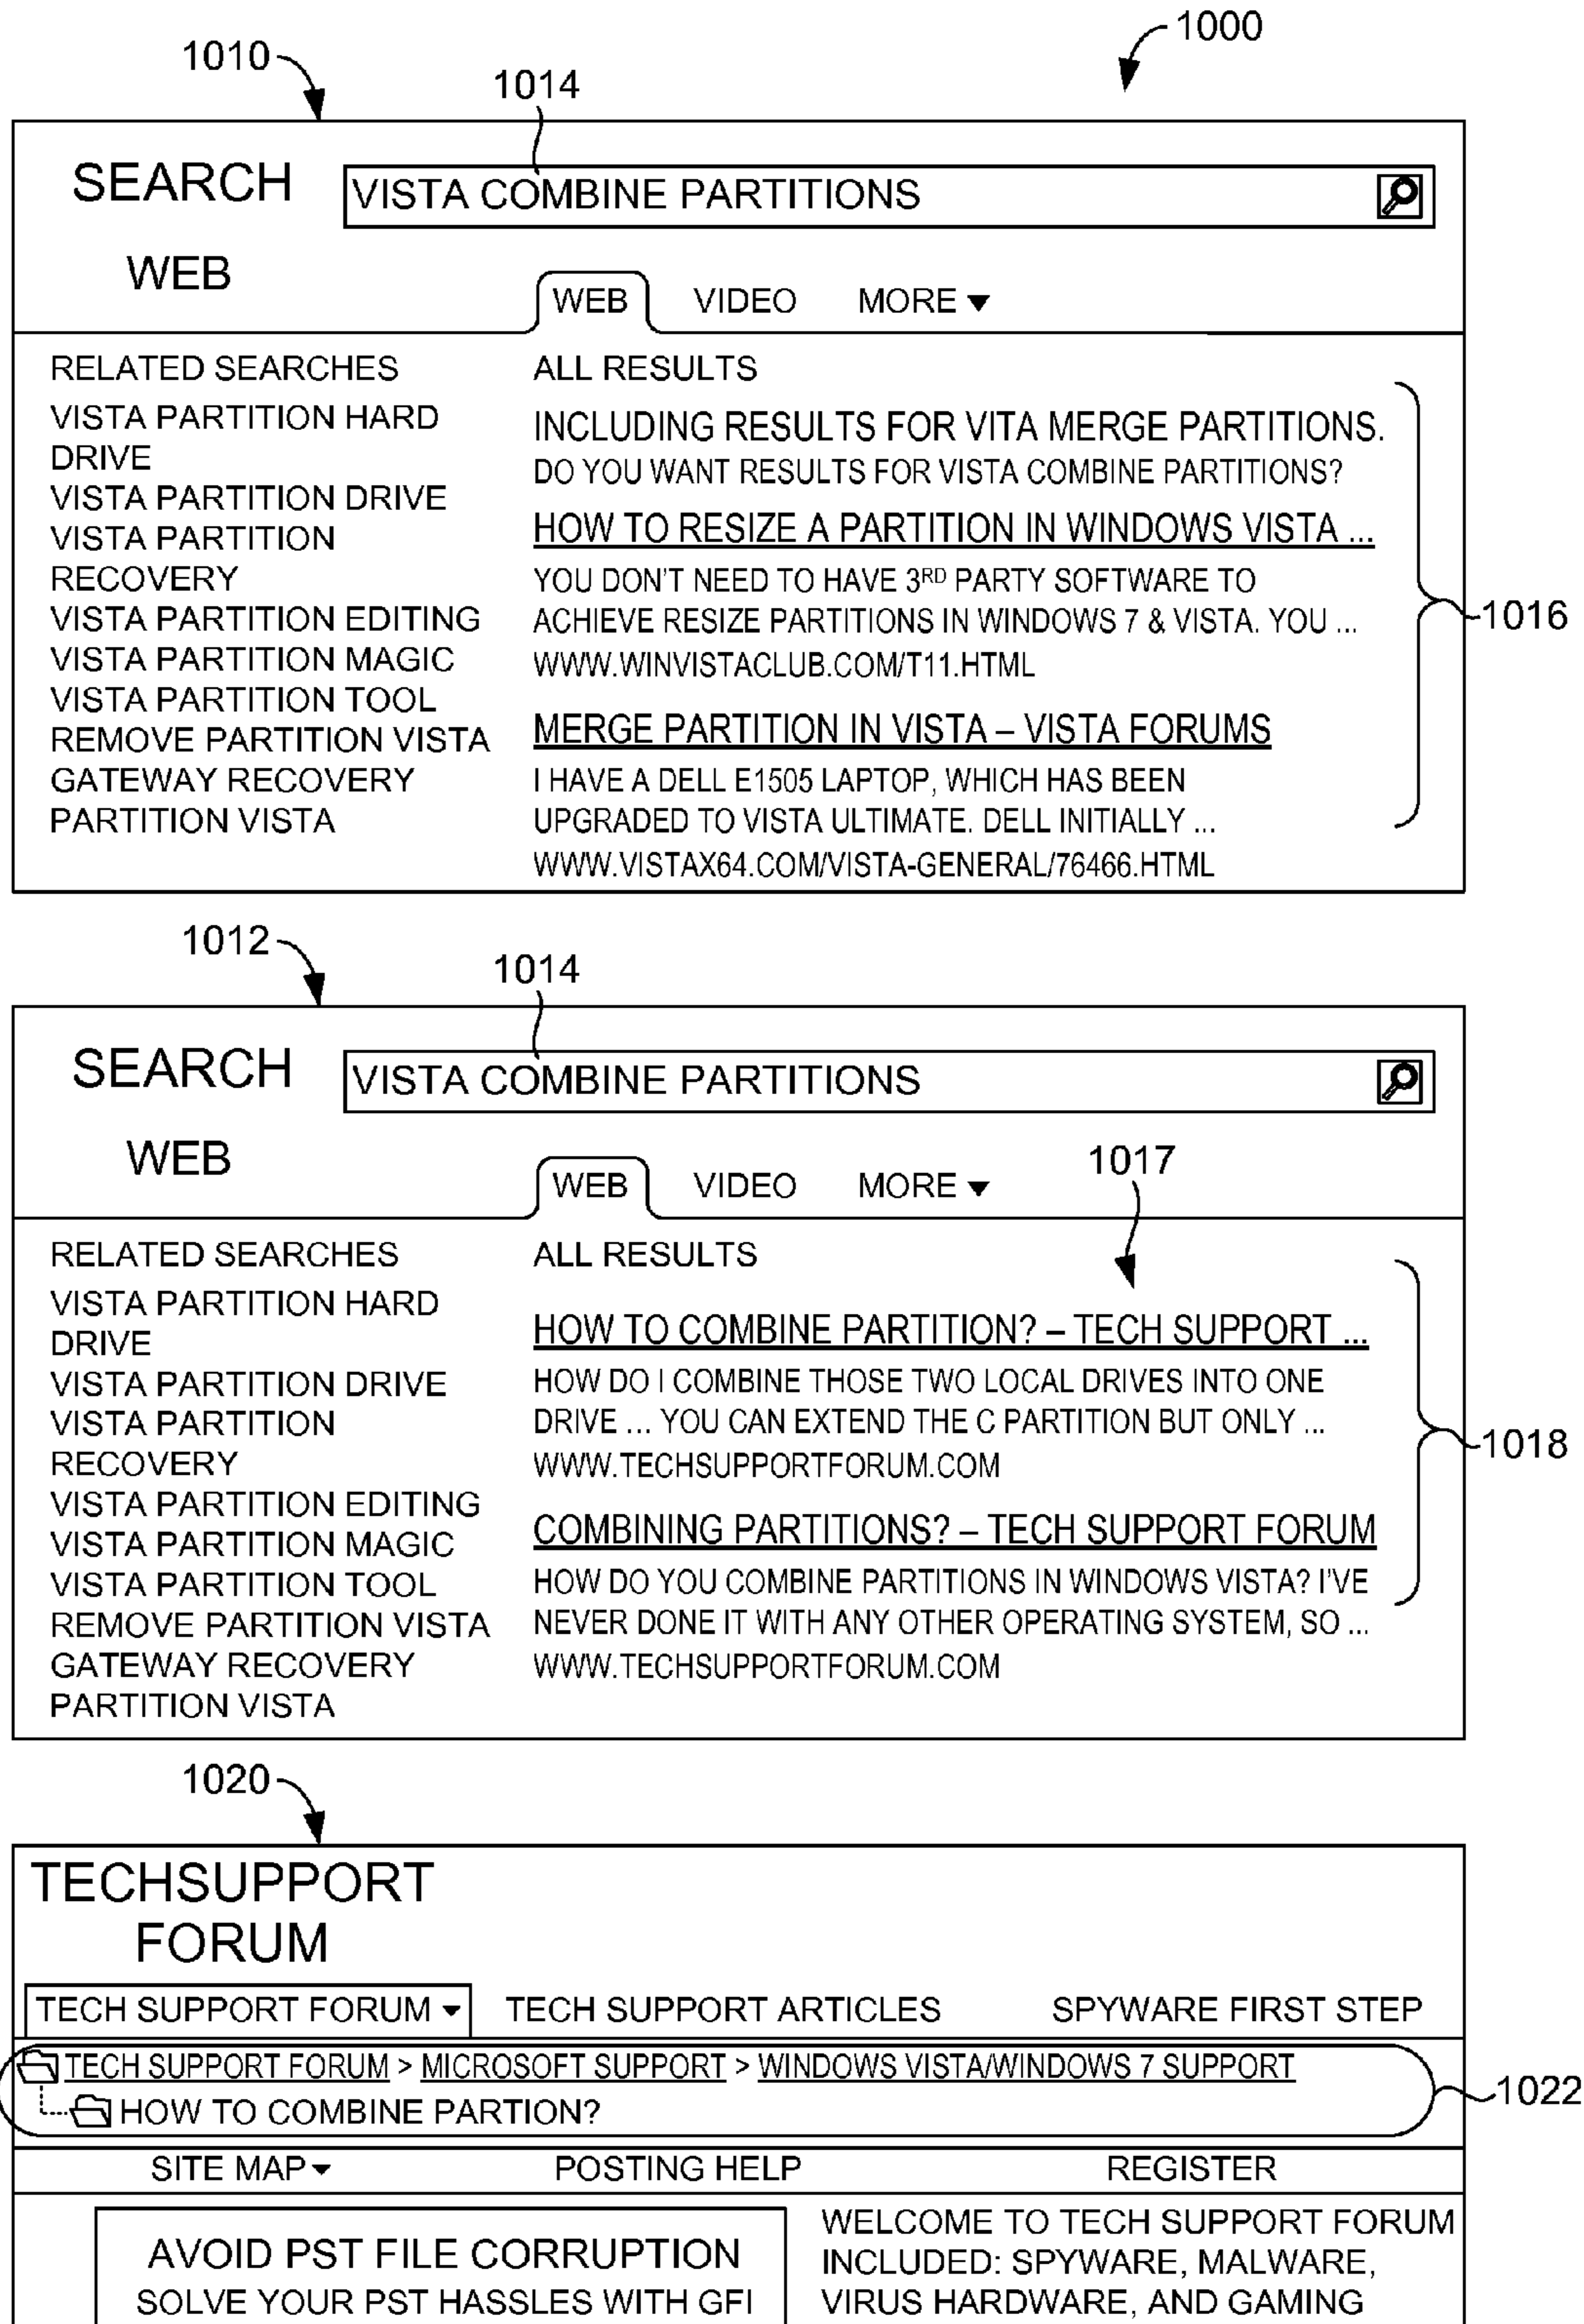 1000
1010
1014
SEARCH
VISTA COMBINE PARTITIONS
WEB
WEB VIDEO MORE
RELATED SEARCHES
VISTA PARTITION HARD
DRIVE
VISTA PARTITION DRIVE
VISTA PARTITION
RECOVERY
VISTA PARTITION EDITING
VISTA PARTITION MAGIC
VISTA PARTITION TOOL
REMOVE PARTITION VISTA
GATEWAY RECOVERY
PARTITION VISTA
ALL RESULTS
INCLUDING RESULTS FOR VITA MERGE PARTITIONS.
DO YOU WANT RESULTS FOR VISTA COMBINE PARTITIONS?
HOW TO RESIZE A PARTITION IN WINDOWS VISTA ...
YOU DON'T NEED TO HAVE 3RD PARTY SOFTWARE TO
ACHIEVE RESIZE PARTITIONS IN WINDOWS 7 & VISTA. YOU ...
WWW.WINVISTACLUB.COM/T11.HTML
MERGE PARTITION IN VISTA – VISTA FORUMS
I HAVE A DELL E1505 LAPTOP, WHICH HAS BEEN
UPGRADED TO VISTA ULTIMATE. DELL INITIALLY ...
WWW.VISTAX64.COM/VISTA-GENERAL/76466.HTML
1016
1012
1014
SEARCH
VISTA COMBINE PARTITIONS
WEB
WEB VIDEO MORE
1017
RELATED SEARCHES
VISTA PARTITION HARD
DRIVE
VISTA PARTITION DRIVE
VISTA PARTITION
RECOVERY
VISTA PARTITION EDITING
VISTA PARTITION MAGIC
VISTA PARTITION TOOL
REMOVE PARTITION VISTA
GATEWAY RECOVERY
PARTITION VISTA
ALL RESULTS
HOW TO COMBINE PARTITION? – TECH SUPPORT ...
HOW DO I COMBINE THOSE TWO LOCAL DRIVES INTO ONE
DRIVE ... YOU CAN EXTEND THE C PARTITION BUT ONLY ...
WWW.TECHSUPPORTFORUM.COM
COMBINING PARTITIONS? – TECH SUPPORT FORUM
HOW DO YOU COMBINE PARTITIONS IN WINDOWS VISTA? I'VE
NEVER DONE IT WITH ANY OTHER OPERATING SYSTEM, SO ...
WWW.TECHSUPPORTFORUM.COM
1018
1020
TECHSUPPORT
FORUM
TECH SUPPORT FORUM TECH SUPPORT ARTICLES SPYWARE FIRST STEP
TECH SUPPORT FORUM > MICROSOFT SUPPORT > WINDOWS VISTA/WINDOWS 7 SUPPORT
HOW TO COMBINE PARTION?
1022
SITE MAP POSTING HELP REGISTER
AVOID PST FILE CORRUPTION
SOLVE YOUR PST HASSLES WITH GFI
WELCOME TO TECH SUPPORT FORUM
INCLUDED: SPYWARE, MALWARE,
VIRUS HARDWARE, AND GAMING